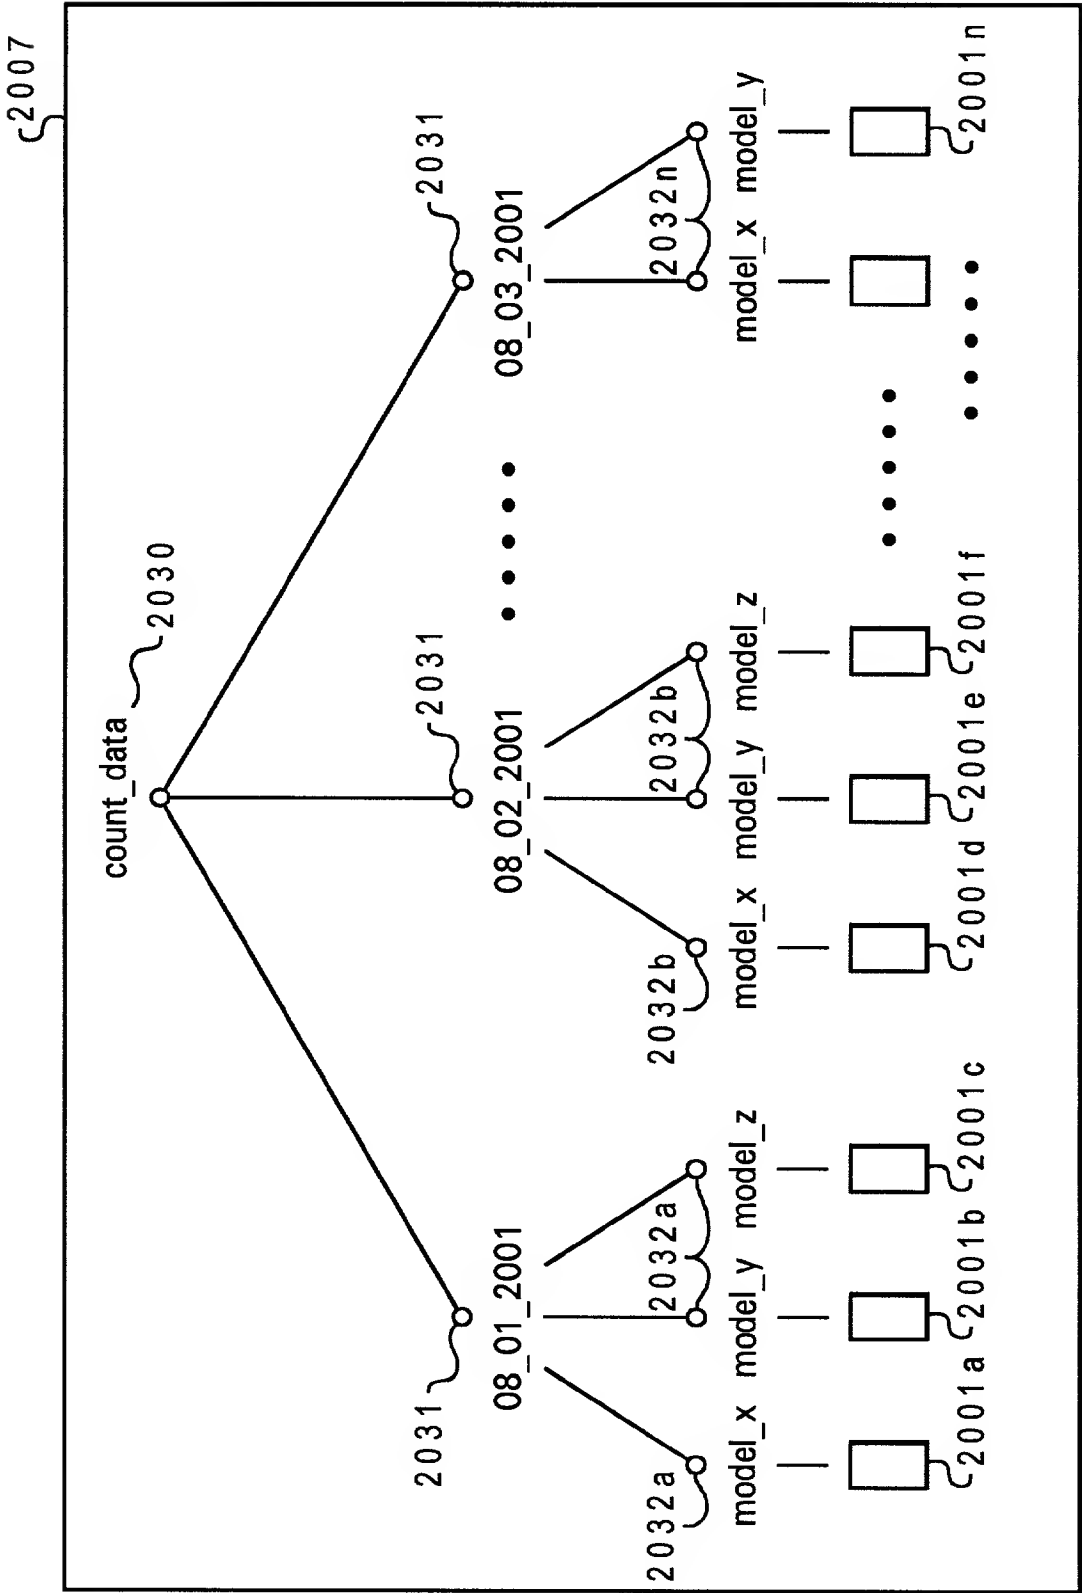 2007
count_data
2030
2031
2031
2031
08_01_2001
08_02_2001
08_03_2001
2032a
2032a
2032b
2032b
2032n
model_x
model_y
model_z
model_x
model_y
model_z
model_x
model_y
2001a
2001b
2001c
2001d
2001e
2001f
2001n